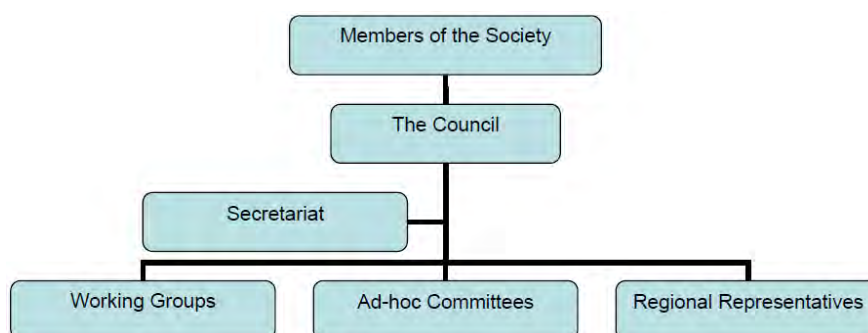 Members of the Society
The Council
Secretariat
Working Groups
Ad-hoc Committees
Regional Representatives